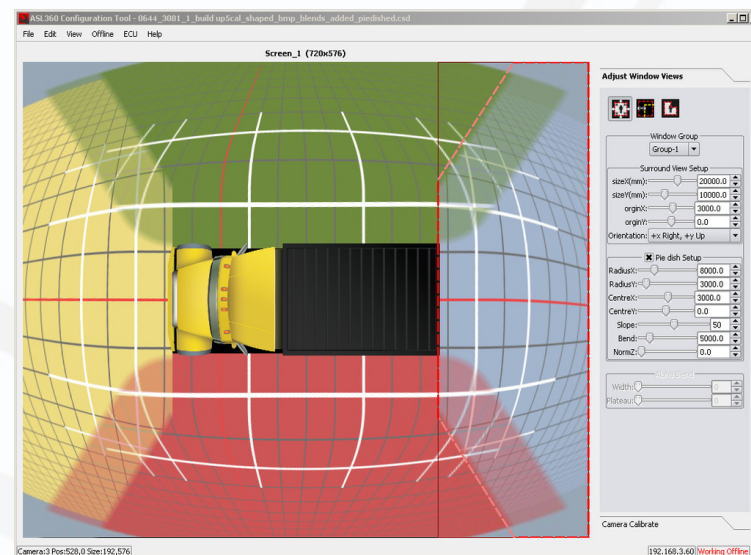 ASL360 Configuration Tool - 0644_3081_1_build up5cal_shaped_bmp_blends_added_piedished.csd
File Edit View Offline ECU Help
Screen_1 (720x576)
Adjust Window Views
Window Group
Group-1
Surround View Setup
sizeX(mm): 20000.0
sizeY(mm): 10000.0
orginX: 3000.0
orginY: 0.0
Orientation: +x Right, +y Up
Pie dish Setup
RadiusX: 8000.0
RadiusY: 3000.0
CentreX: 3000.0
CentreY: 0.0
Slope: 50
Bend: 5000.0
NormZ: 0.0
Width: 0
Plateau: 0
Camera Calibrate
Camera:3 Pos:528,0 Size:192,576
192.168.3.60 Working Offline